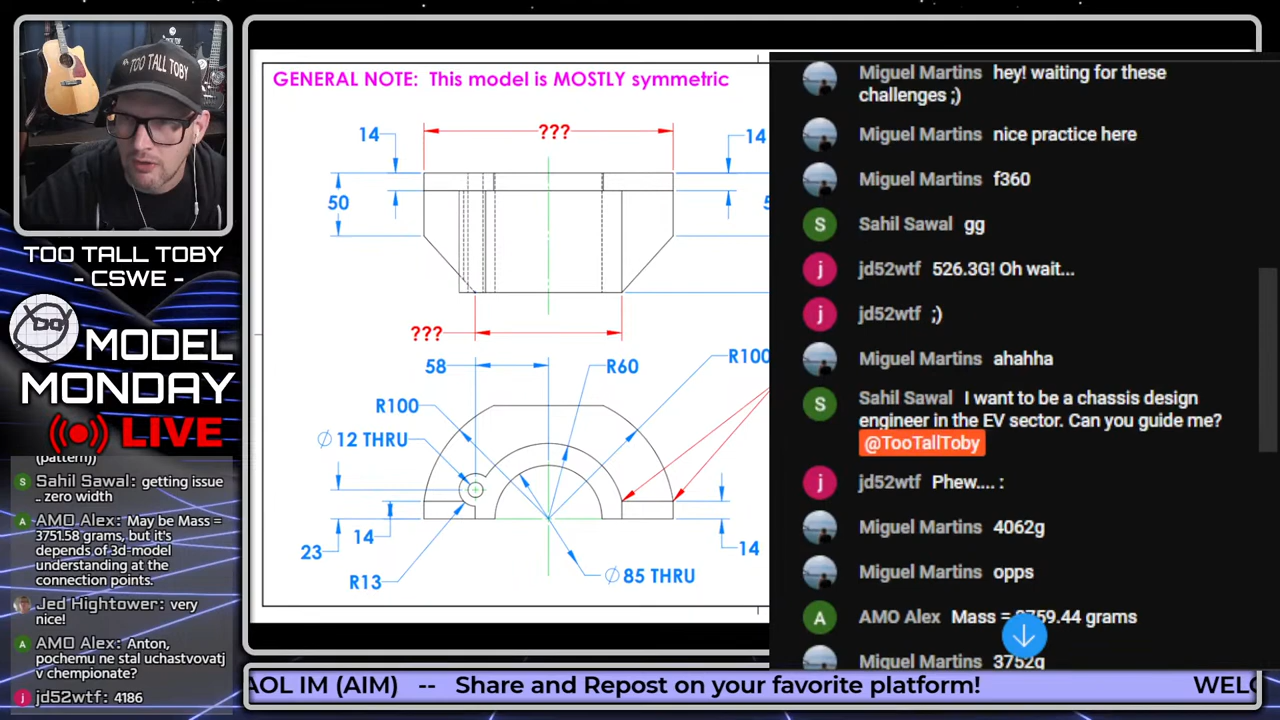 "TOO TALL TOBY"
TOO TALL TOBY
- CSWE -
MODEL
MONDAY
LIVE
(pattern))
Sahil Sawal: getting issue
.. zero width
AMO Alex: May be Mass =
3751.58 grams, but it's
depends of 3d-model
understanding at the
connection points.
Jed Hightower: very
nice!
AMO Alex: Anton,
pochemu ne stal uchastvovatj
v chempionate?
jd52wtf: 4186
GENERAL NOTE: This model is MOSTLY symmetric
14
???
14
50
???
58
R60
R100
R100
Ø12 THRU
23
14
R13
Ø85 THRU
14
Miguel Martins hey! waiting for these
challenges ;)
Miguel Martins nice practice here
Miguel Martins f360
Sahil Sawal gg
jd52wtf 526.3G! Oh wait...
jd52wtf ;)
Miguel Martins ahahha
Sahil Sawal I want to be a chassis design
engineer in the EV sector. Can you guide me?
@TooTallToby
jd52wtf Phew.... :
Miguel Martins 4062g
Miguel Martins opps
AMO Alex Mass = 3759.44 grams
Miguel Martins 3752g
AOL IM (AIM) -- Share and Repost on your favorite platform!